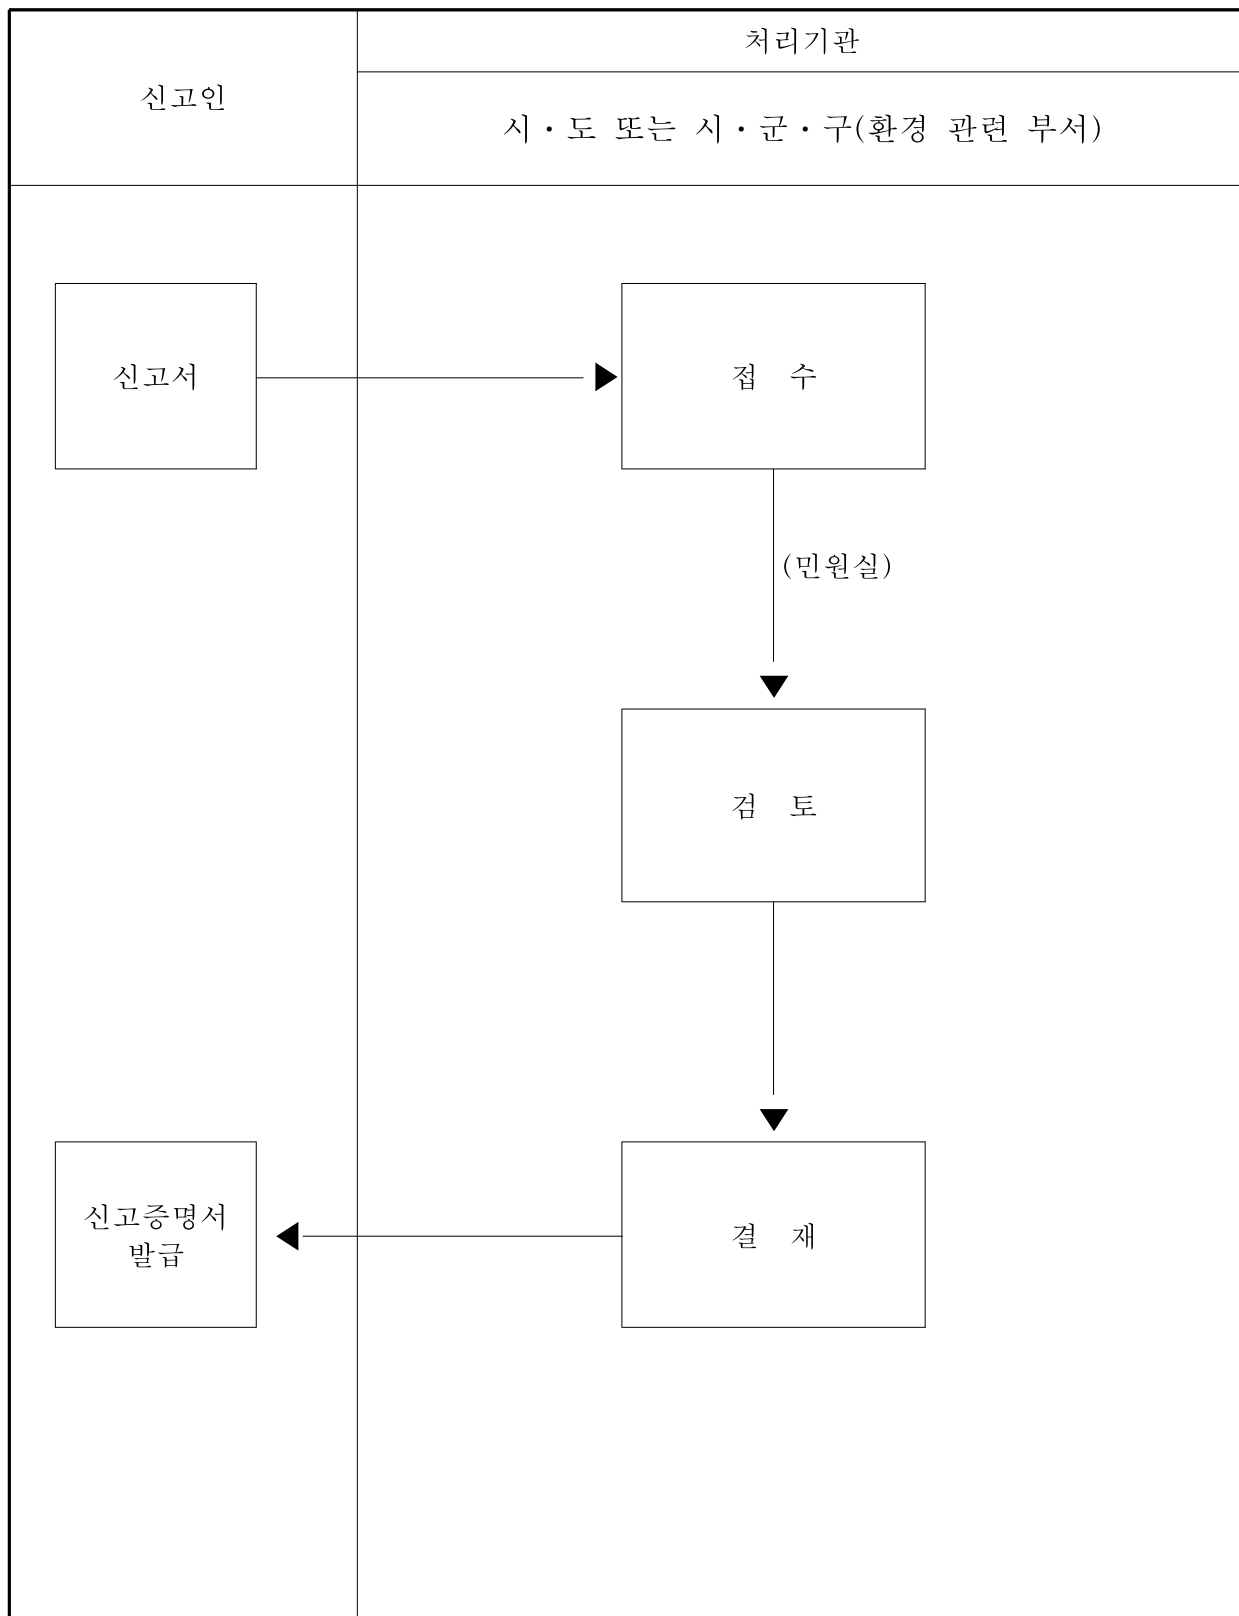 신고인
처리기관
시·도 또는 시·군·구(환경 관련 부서)
신고서
접 수
(민원실)
검 토
신고증명서
발급
결 재